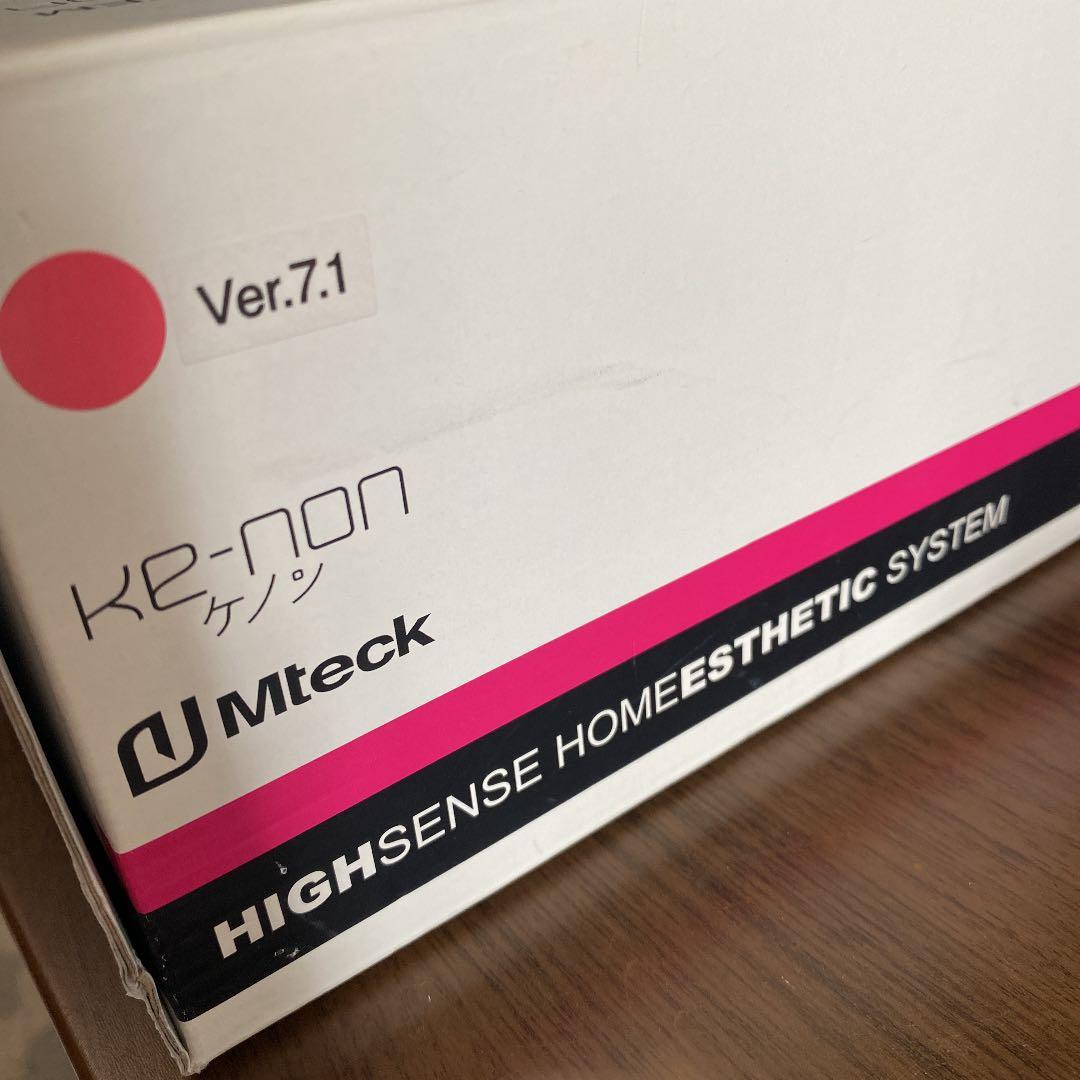 Ver.7.1
ke-non
ケノン
Mteck
HIGHSENSE HOMEESTHETIC SYSTEM